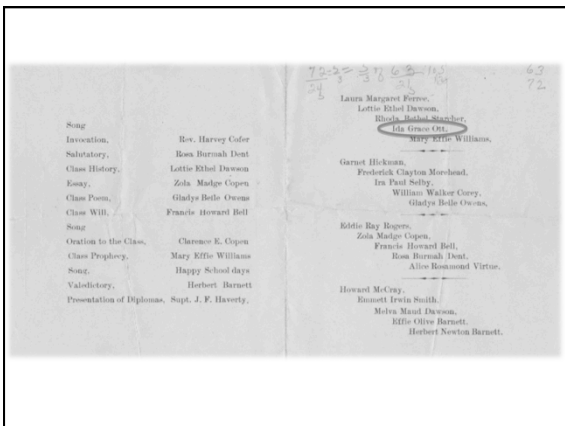 Song
Invocation, Rev. Harvey Cofer
Salutatory, Rosa Burmah Dent
Class History, Lottie Ethel Dawson
Essay, Zola Madge Copen
Class Poem, Gladys Belle Owens
Class Will, Francis Howard Bell
Song
Oration to the Class, Clarence E. Copen
Class Prophecy, Mary Effie Williams
Song, Happy School days
Valedictory, Herbert Barnett
Presentation of Diplomas, Supt. J. F. Haverly,
63
72
Laura Margaret Ferree,
Lottie Ethel Dawson,
Rhoda Bethel Stancher,
Ida Grace Ott,
Mary Effie Williams,
Garnet Hickman,
Frederick Clayton Morehead,
Ira Paul Selby,
William Walker Corey,
Gladys Belle Owens,
Eddie Ray Rogers,
Zola Madge Copen,
Francis Howard Bell,
Rosa Burmah Dent,
Alice Rosamond Virtue,
Howard McCray,
Emmett Irwin Smith,
Melva Maud Dawson,
Effie Olive Barnett,
Herbert Newton Barnett.